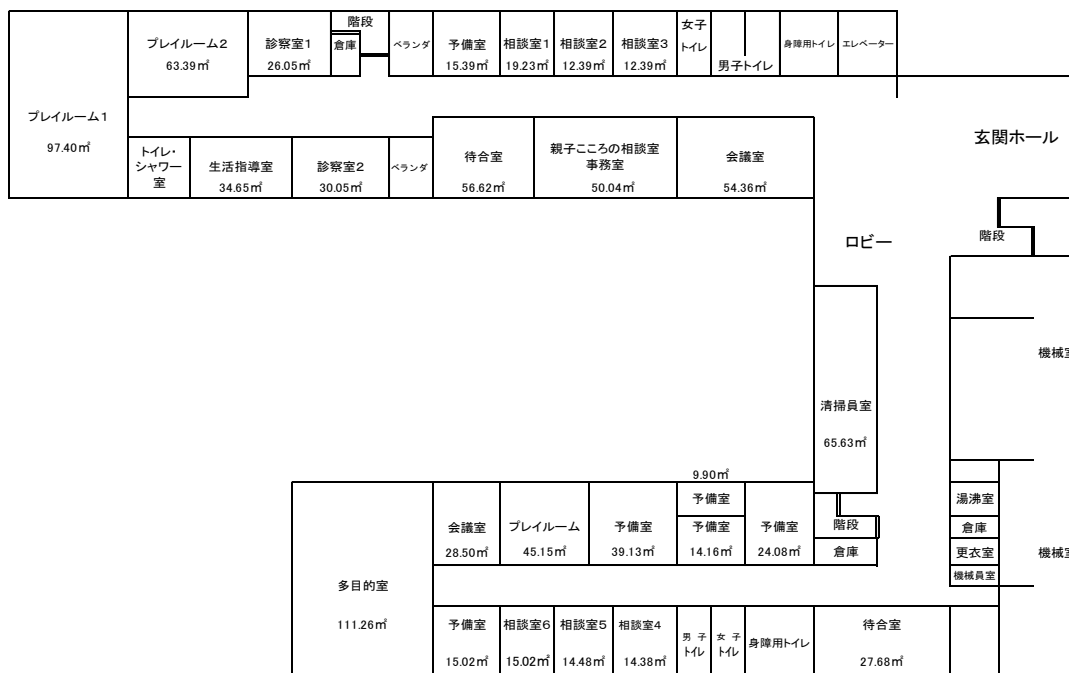 プレイルーム1
97.40㎡
プレイルーム2
63.39㎡
診察室1
26.05㎡
階段
倉庫
ベランダ
予備室
15.39㎡
相談室1
19.23㎡
相談室2
12.39㎡
相談室3
12.39㎡
女子
トイレ
男子トイレ
身障用トイレ
エレベーター
玄関ホール
トイレ・
シャワー
室
生活指導室
34.65㎡
診察室2
30.05㎡
ベランダ
待合室
56.62㎡
親子こころの相談室
事務室
50.04㎡
会議室
54.36㎡
ロビー
階段
機械室
清掃員室
65.63㎡
9.90㎡
予備室
会議室
28.50㎡
プレイルーム
45.15㎡
予備室
39.13㎡
予備室
14.16㎡
予備室
24.08㎡
階段
倉庫
湯沸室
倉庫
更衣室
機械員室
機械室
多目的室
111.26㎡
予備室
15.02㎡
相談室6
15.02㎡
相談室5
14.48㎡
相談室4
14.38㎡
男 子
トイレ
女 子
トイレ
身障用トイレ
待合室
27.68㎡